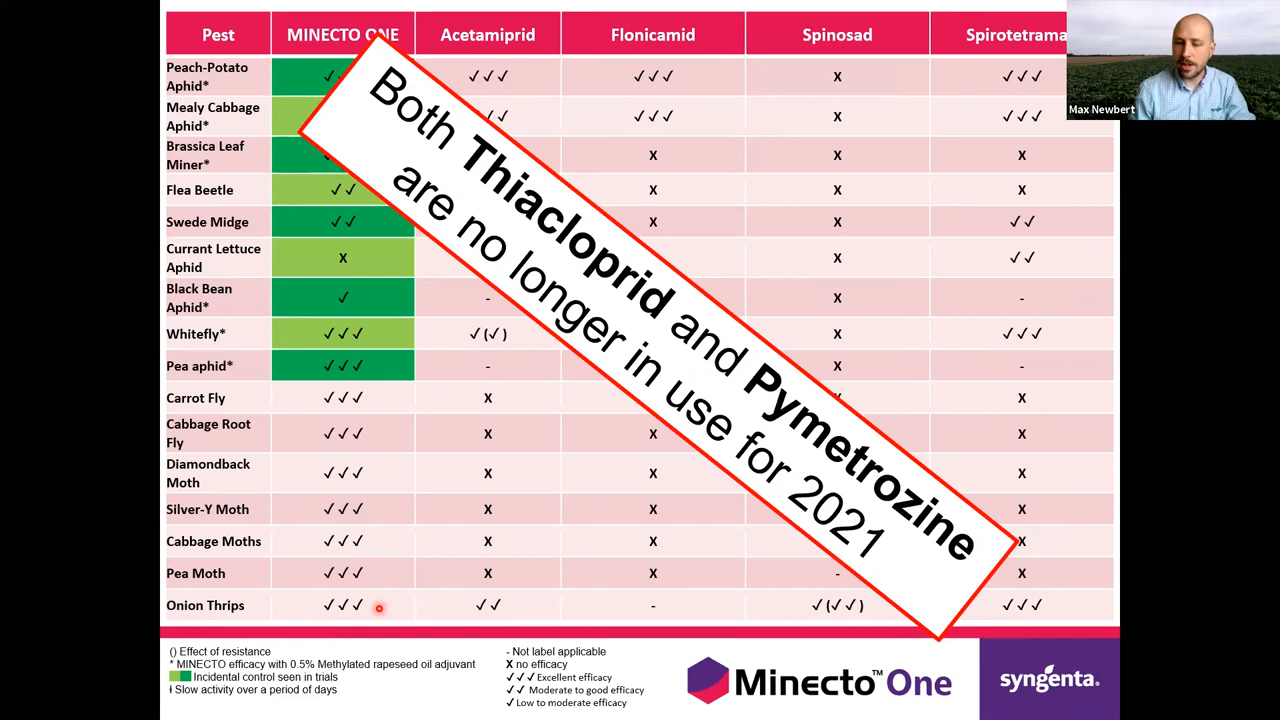 Pest MINECTO ONE Acetamiprid Flonicamid Spinosad Spirotetrama
Peach-Potato
Aphid* ✓ ✓✓✓ ✓✓✓ X ✓✓✓
Mealy Cabbage
Aphid* ✓✓ ✓✓✓ X ✓✓✓
Brassica Leaf
Miner* X X X
Flea Beetle ✓✓ X X X
Swede Midge ✓✓ X X ✓✓
Currant Lettuce
Aphid X X ✓✓
Black Bean
Aphid* ✓ - X -
Whitefly* ✓✓✓ ✓(✓) X ✓✓✓
Pea aphid* ✓✓✓ - X -
Carrot Fly ✓✓✓ X X
Cabbage Root
Fly ✓✓✓ X X X
Diamondback
Moth ✓✓✓ X X X
Silver-Y Moth ✓✓✓ X X X
Cabbage Moths ✓✓✓ X X X
Pea Moth ✓✓✓ X X - X
Onion Thrips ✓✓✓ ✓✓ - ✓(✓✓) ✓✓✓
Both Thiacloprid and Pymetrozine
are no longer in use for 2021
() Effect of resistance
* MINECTO efficacy with 0.5% Methylated rapeseed oil adjuvant
Incidental control seen in trials
ƚ Slow activity over a period of days
- Not label applicable
X no efficacy
✓✓✓ Excellent efficacy
✓✓ Moderate to good efficacy
✓ Low to moderate efficacy
Minecto™ One
syngenta.
Max Newbert